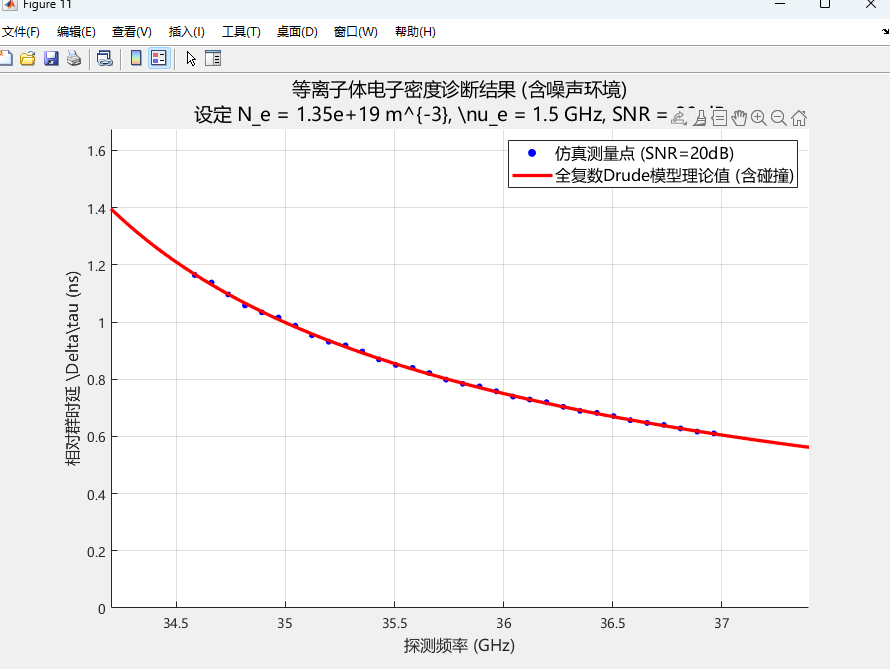 Figure 11
文件(F) 编辑(E) 查看(V) 插入(I) 工具(T) 桌面(D) 窗口(W) 帮助(H)
等离子体电子密度诊断结果 (含噪声环境)
设定 N_e = 1.35e+19 m^{-3}, \nu_e = 1.5 GHz, SNR =
仿真测量点 (SNR=20dB)
全复数Drude模型理论值 (含碰撞)
相对群时延 \Delta\tau (ns)
1.6
1.4
1.2
1
0.8
0.6
0.4
0.2
0
34.5 35 35.5 36 36.5 37
探测频率 (GHz)